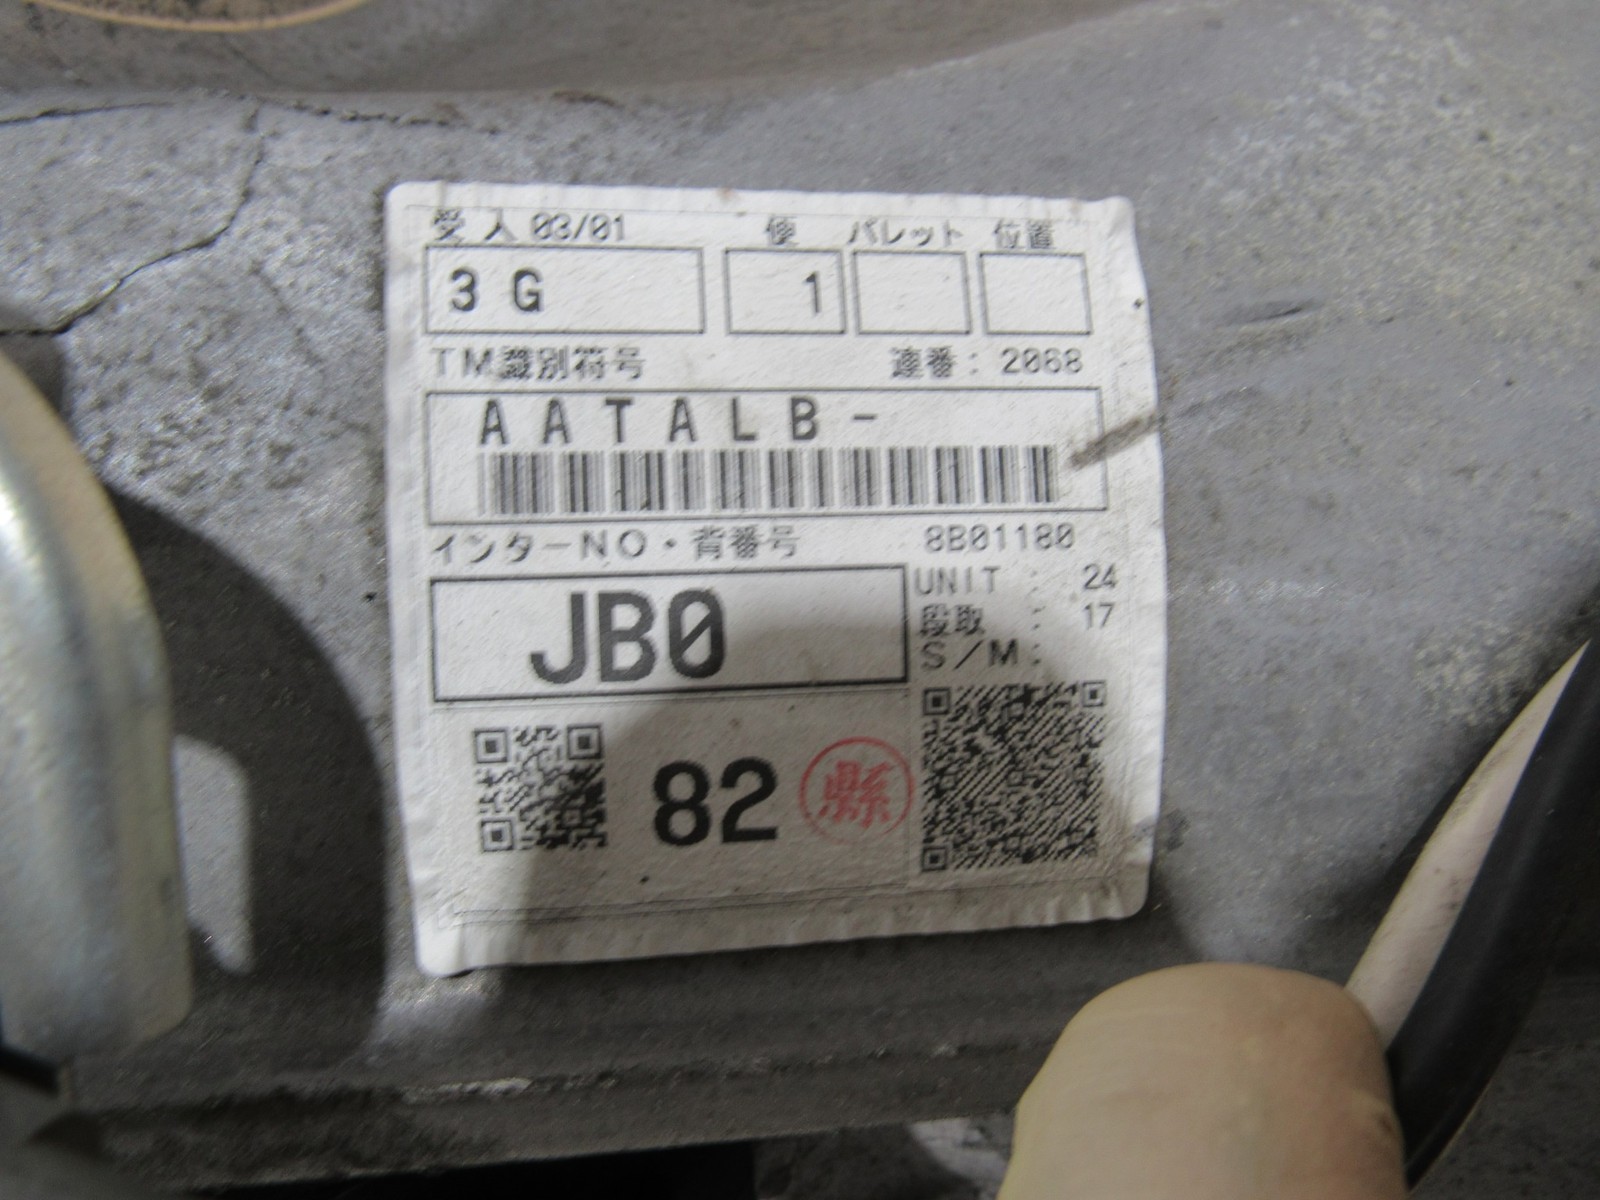 受入 03/01 便 パレット 位置
3 G 1
TM識別符号 連番: 2068
AATALB-
インターNO・背番号 8B01180
JB0
UNIT : 24
段取 : 17
S/M:
82
縣